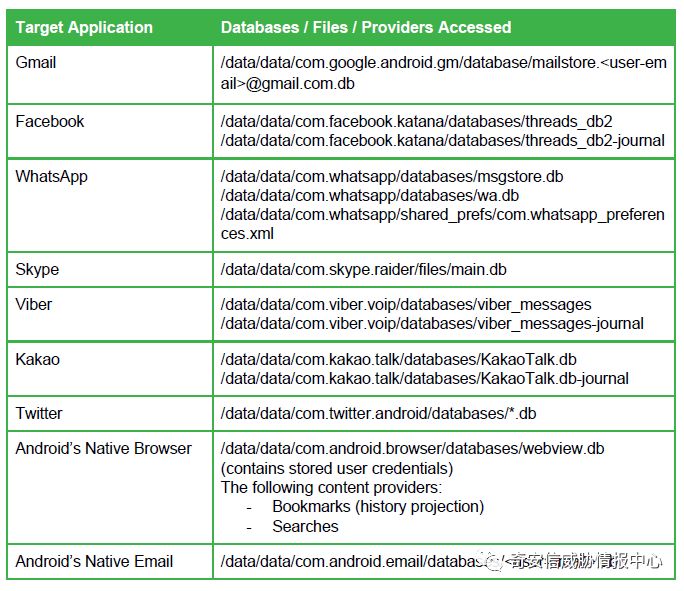 Target Application
Databases / Files / Providers Accessed
Gmail
/data/data/com.google.android.gm/database/mailstore.<user-em
ail>@gmail.com.db
Facebook
/data/data/com.facebook.katana/databases/threads_db2
/data/data/com.facebook.katana/databases/threads_db2-journal
WhatsApp
/data/data/com.whatsapp/databases/msgstore.db
/data/data/com.whatsapp/databases/wa.db
/data/data/com.whatsapp/shared_prefs/com.whatsapp_preferen
ces.xml
Skype
/data/data/com.skype.raider/files/main.db
Viber
/data/data/com.viber.voip/databases/viber_messages
/data/data/com.viber.voip/databases/viber_messages-journal
Kakao
/data/data/com.kakao.talk/databases/KakaoTalk.db
/data/data/com.kakao.talk/databases/KakaoTalk.db-journal
Twitter
/data/data/com.twitter.android/databases/*.db
Android’s Native Browser
/data/data/com.android.browser/databases/webview.db
(contains stored user credentials)
The following content providers:
- Bookmarks (history projection)
- Searches
Android’s Native Email
/data/data/com.android.email/databas
奇安信威胁情报中心